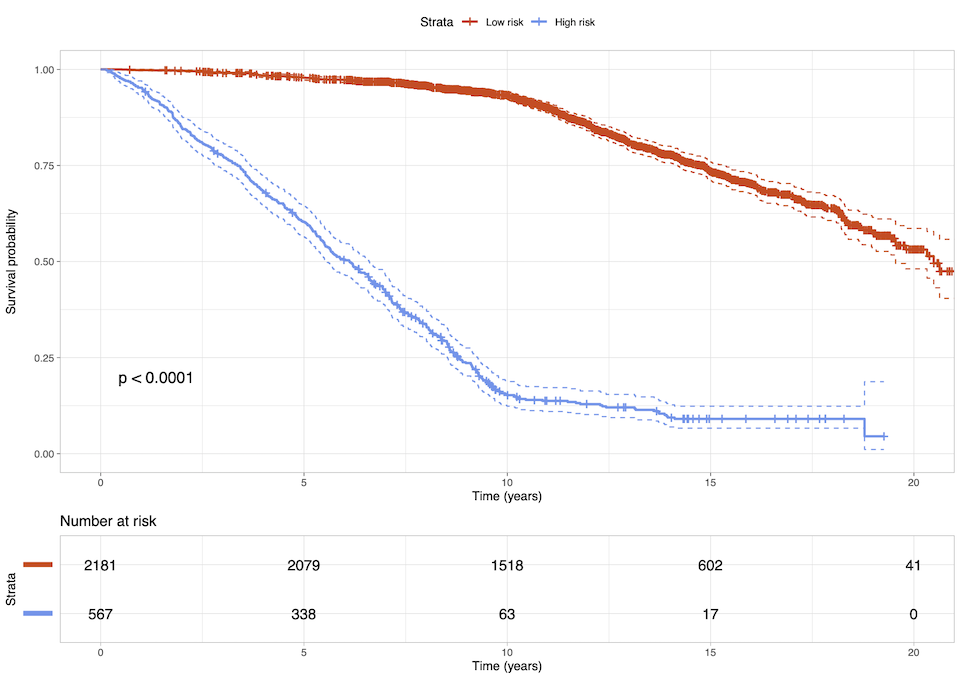 Strata Low risk High risk
1.00
0.75
0.50
0.25
0.00
Survival probability
p < 0.0001
0 5 10 15 20
Time (years)
Number at risk
Strata
2181 2079 1518 602 41
567 338 63 17 0
0 5 10 15 20
Time (years)